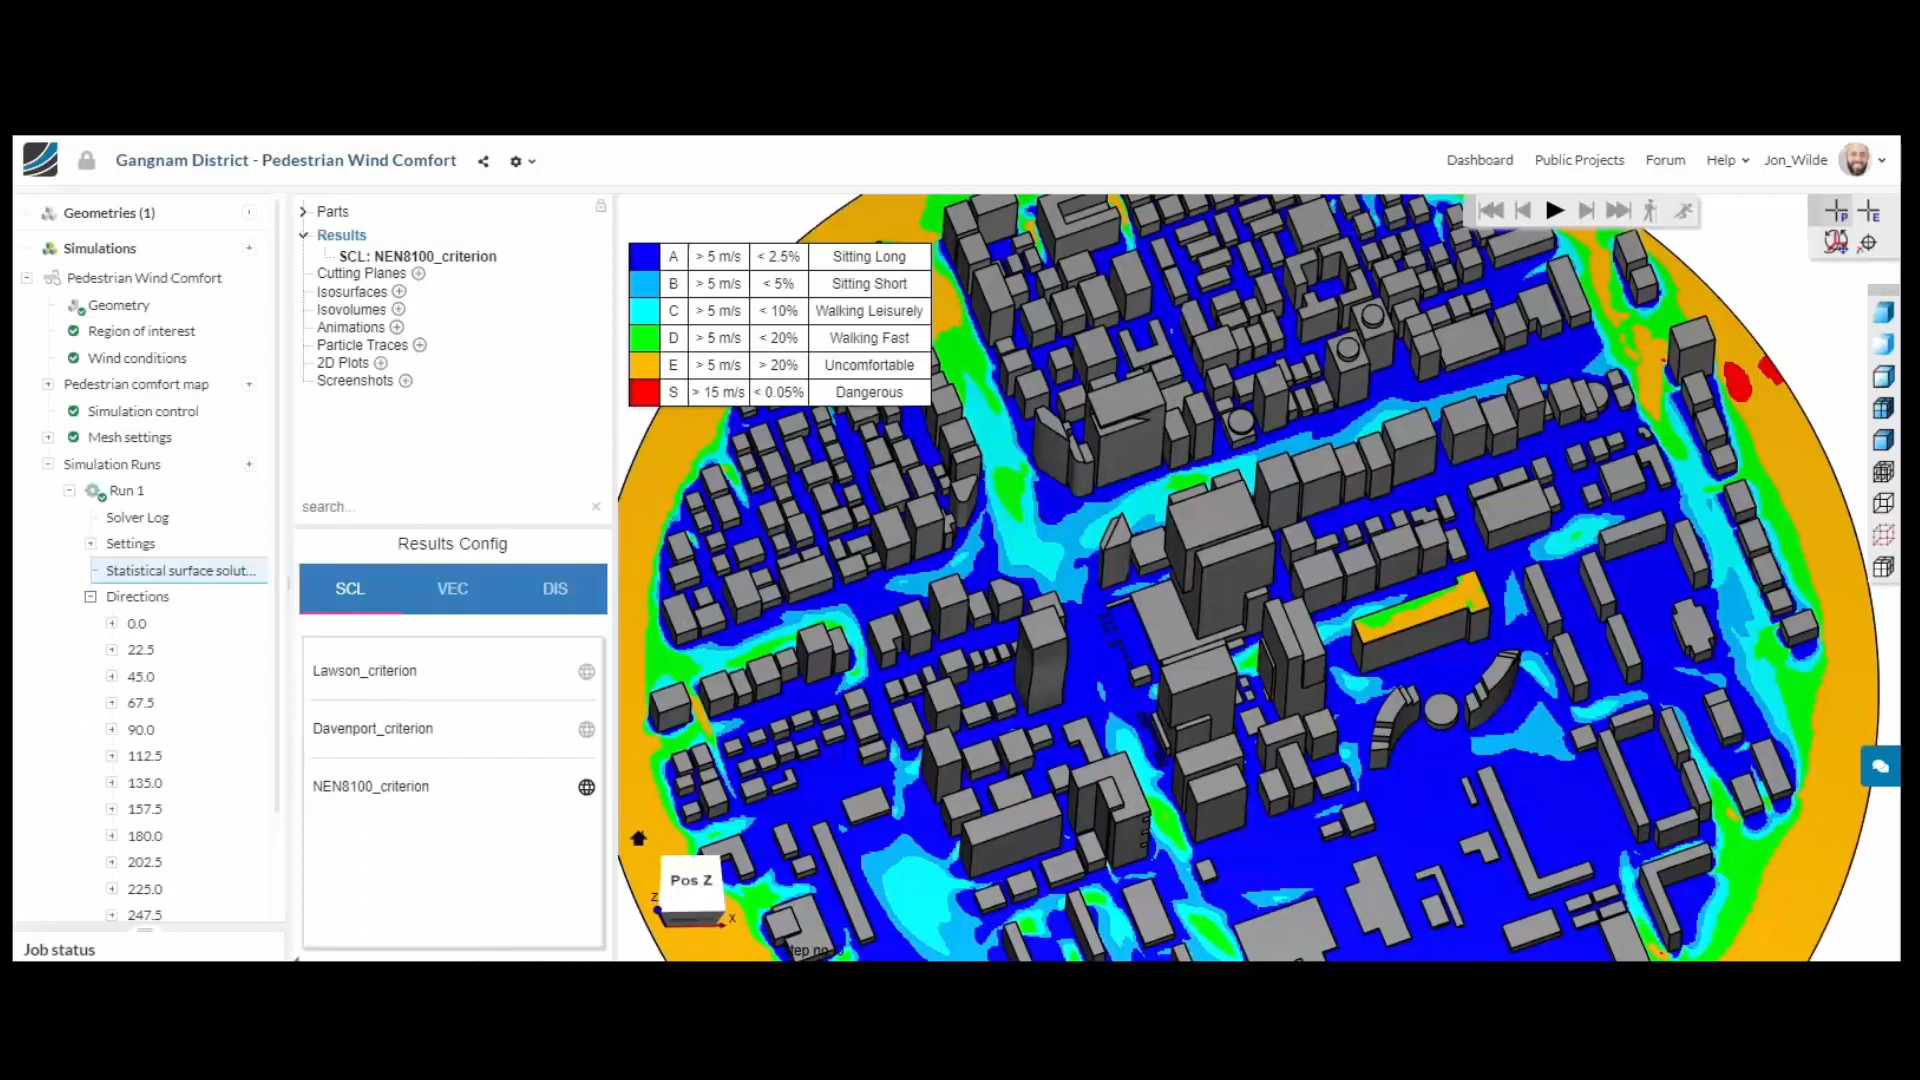 Gangnam District - Pedestrian Wind Comfort
Dashboard Public Projects Forum Help Jon_Wilde
Geometries (1)
Simulations
Pedestrian Wind Comfort
Geometry
Region of interest
Wind conditions
Pedestrian comfort map
Simulation control
Mesh settings
Simulation Runs
Run 1
Solver Log
Settings
Statistical surface solut...
Directions
0.0
22.5
45.0
67.5
90.0
112.5
135.0
157.5
180.0
202.5
225.0
247.5
Job status
Parts
Results
SCL: NEN8100_criterion
Cutting Planes
Isosurfaces
Isovolumes
Animations
Particle Traces
2D Plots
Screenshots
search...
Results Config
SCL VEC DIS
Lawson_criterion
Davenport_criterion
NEN8100_criterion
A > 5 m/s < 2.5% Sitting Long
B > 5 m/s < 5% Sitting Short
C > 5 m/s < 10% Walking Leisurely
D > 5 m/s < 20% Walking Fast
E > 5 m/s > 20% Uncomfortable
S > 15 m/s < 0.05% Dangerous
P E
Pos Z
Z
X